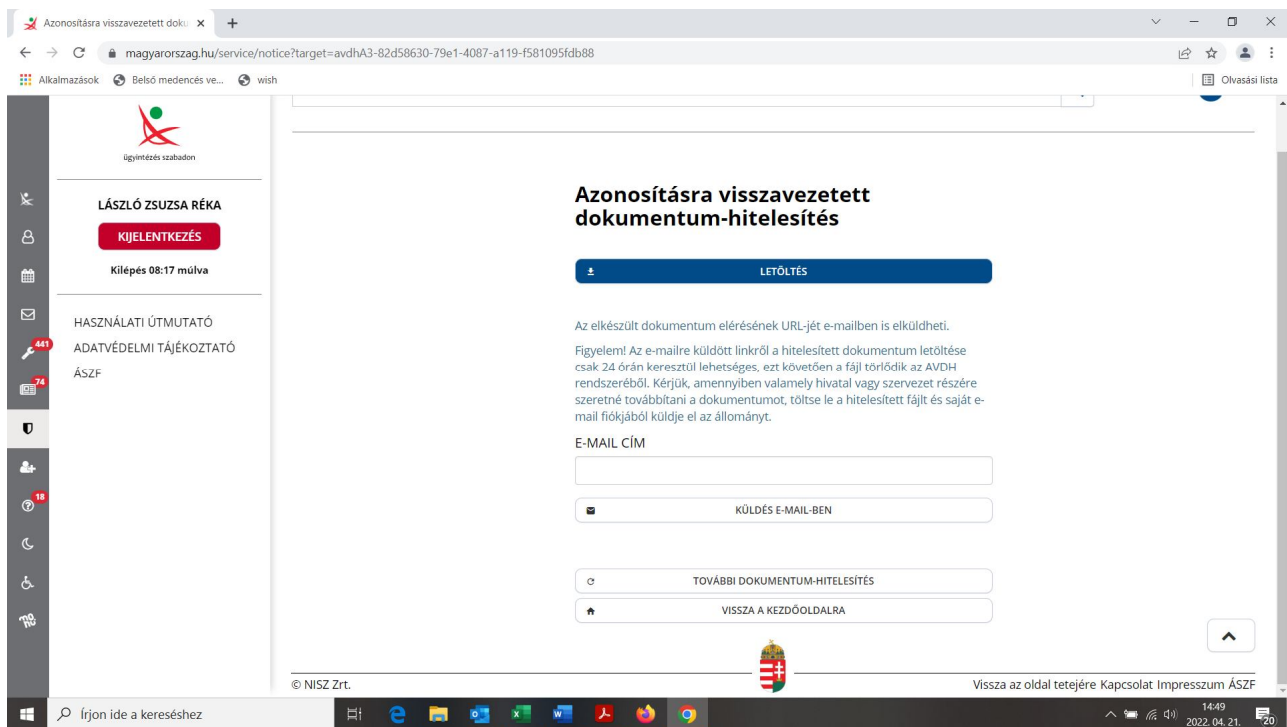 Azonosításra visszavezetett doku
magyarorszag.hu/service/notice?target=avdhA3-82d58630-79e1-4087-a119-f581095fdb88
Alkalmazások Belső medencés ve... wish Olvasási lista
ügyintézés szabadon
LÁSZLÓ ZSUZSA RÉKA
KIJELENTKEZÉS
Kilépés 08:17 múlva
HASZNÁLATI ÚTMUTATÓ
ADATVÉDELMI TÁJÉKOZTATÓ
ÁSZF
441
74
18
Azonosításra visszavezetett
dokumentum-hitelesítés
LETÖLTÉS
Az elkészült dokumentum elérésének URL-jét e-mailben is elküldheti.
Figyelem! Az e-mailre küldött linkről a hitelesített dokumentum letöltése
csak 24 órán keresztül lehetséges, ezt követően a fájl törlődik az AVDH
rendszeréből. Kérjük, amennyiben valamely hivatal vagy szervezet részére
szeretné továbbítani a dokumentumot, töltse le a hitelesített fájlt és saját e-
mail fiókjából küldje el az állományt.
E-MAIL CÍM
KÜLDÉS E-MAIL-BEN
TOVÁBBI DOKUMENTUM-HITELESÍTÉS
VISSZA A KEZDŐOLDALRA
© NISZ Zrt. Vissza az oldal tetejére Kapcsolat Impresszum ÁSZF
Írjon ide a kereséshez
14:49
2022. 04. 21.